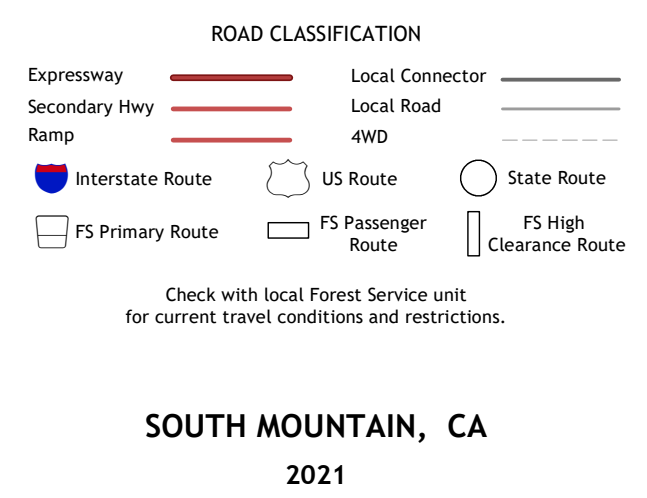 ROAD CLASSIFICATION
Expressway
Local Connector
Secondary Hwy
Local Road
Ramp
4WD
Interstate Route
US Route
State Route
FS Primary Route
FS Passenger
Route
FS High
Clearance Route
Check with local Forest Service unit
for current travel conditions and restrictions.
SOUTH MOUNTAIN, CA
2021